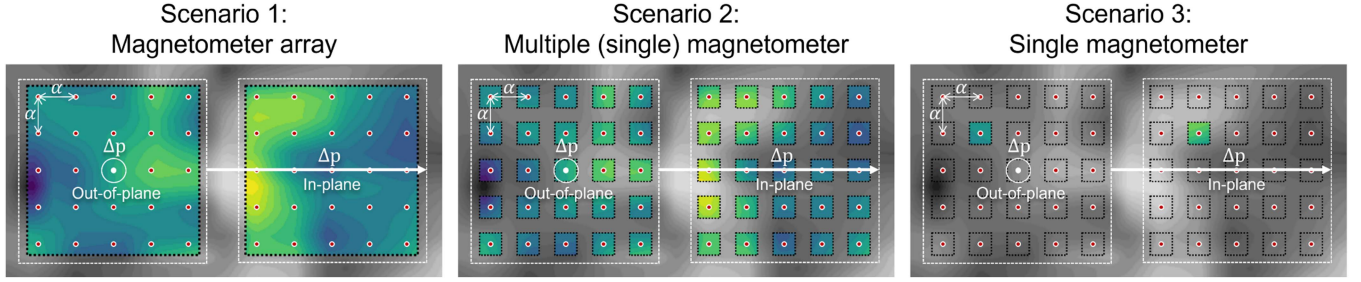 Scenario 1:
Magnetometer array
α
α
Δp
Out-of-plane
Δp
In-plane
Scenario 2:
Multiple (single) magnetometer
α
α
Δp
Out-of-plane
Δp
In-plane
Scenario 3:
Single magnetometer
α
α
Δp
Out-of-plane
Δp
In-plane